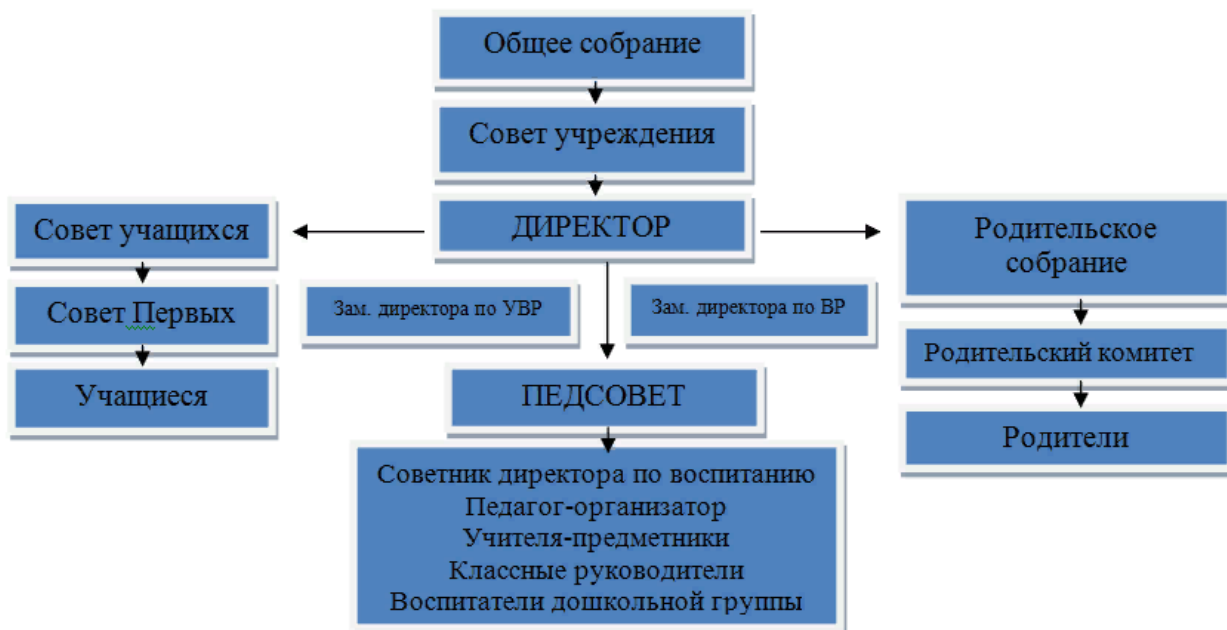 Общее собрание
Совет учреждения
ДИРЕКТОР
Совет учащихся
Совет Первых
Учащиеся
Зам. директора по УВР
Зам. директора по ВР
Родительское
собрание
Родительский комитет
Родители
ПЕДСОВЕТ
Советник директора по воспитанию
Педагог-организатор
Учителя-предметники
Классные руководители
Воспитатели дошкольной группы